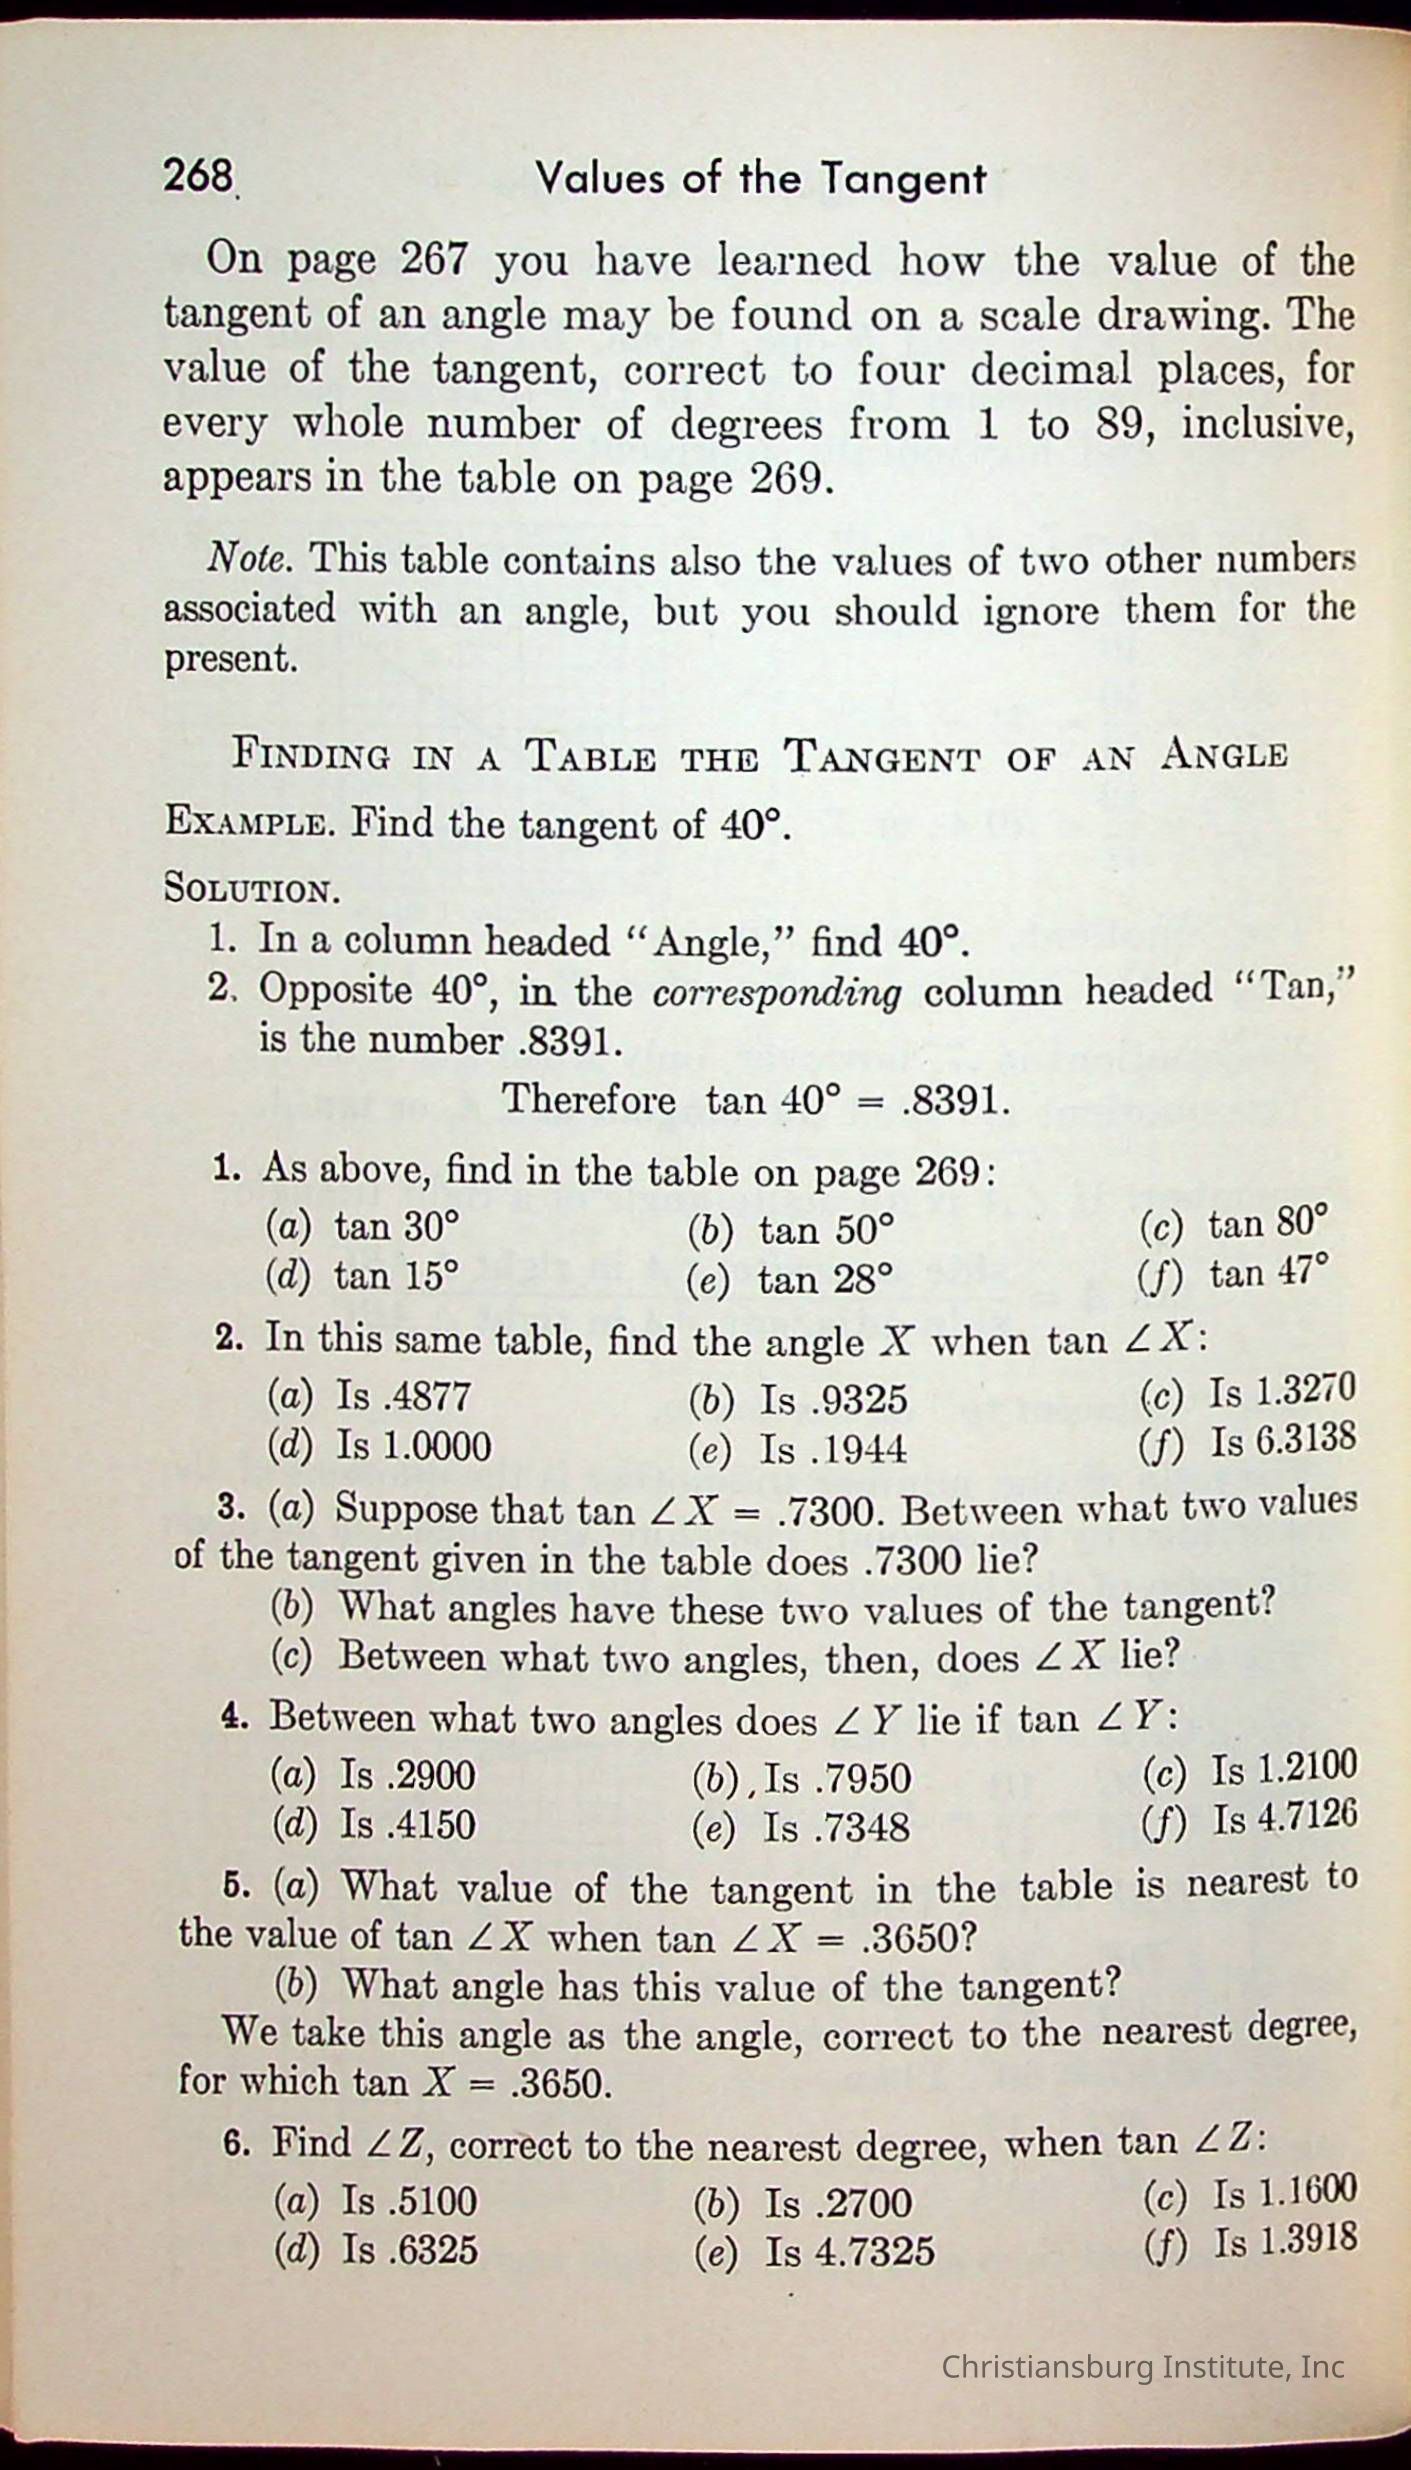 268
Values of the Tangent
On page 267 you have learned how the value of the
tangent of an angle may be found on a scale drawing. The
value of the tangent, correct to four decimal places, for
every whole number of degrees from 1 to 89, inclusive,
appears in the table on page 269.
Note. This table contains also the values of two other numbers
associated with an angle, but you should ignore them for the
present.
FINDING IN A TABLE THE TANGENT OF AN ANGLE
EXAMPLE. Find the tangent of 40°.
SOLUTION.
1. In a column headed “Angle,” find 40°.
2. Opposite 40°, in the corresponding column headed “Tan,”
is the number .8391.
Therefore tan 40° = .8391.
1. As above, find in the table on page 269:
(a) tan 30° (b) tan 50° (c) tan 80°
(d) tan 15° (e) tan 28° (f) tan 47°
2. In this same table, find the angle X when tan ∠X:
(a) Is .4877 (b) Is .9325 (c) Is 1.3270
(d) Is 1.0000 (e) Is .1944 (f) Is 6.3138
3. (a) Suppose that tan ∠X = .7300. Between what two values
of the tangent given in the table does .7300 lie?
(b) What angles have these two values of the tangent?
(c) Between what two angles, then, does ∠X lie?
4. Between what two angles does ∠Y lie if tan ∠Y:
(a) Is .2900 (b) Is .7950 (c) Is 1.2100
(d) Is .4150 (e) Is .7348 (f) Is 4.7126
5. (a) What value of the tangent in the table is nearest to
the value of tan ∠X when tan ∠X = .3650?
(b) What angle has this value of the tangent?
We take this angle as the angle, correct to the nearest degree,
for which tan X = .3650.
6. Find ∠Z, correct to the nearest degree, when tan ∠Z:
(a) Is .5100 (b) Is .2700 (c) Is 1.1600
(d) Is .6325 (e) Is 4.7325 (f) Is 1.3918
Christiansburg Institute, Inc